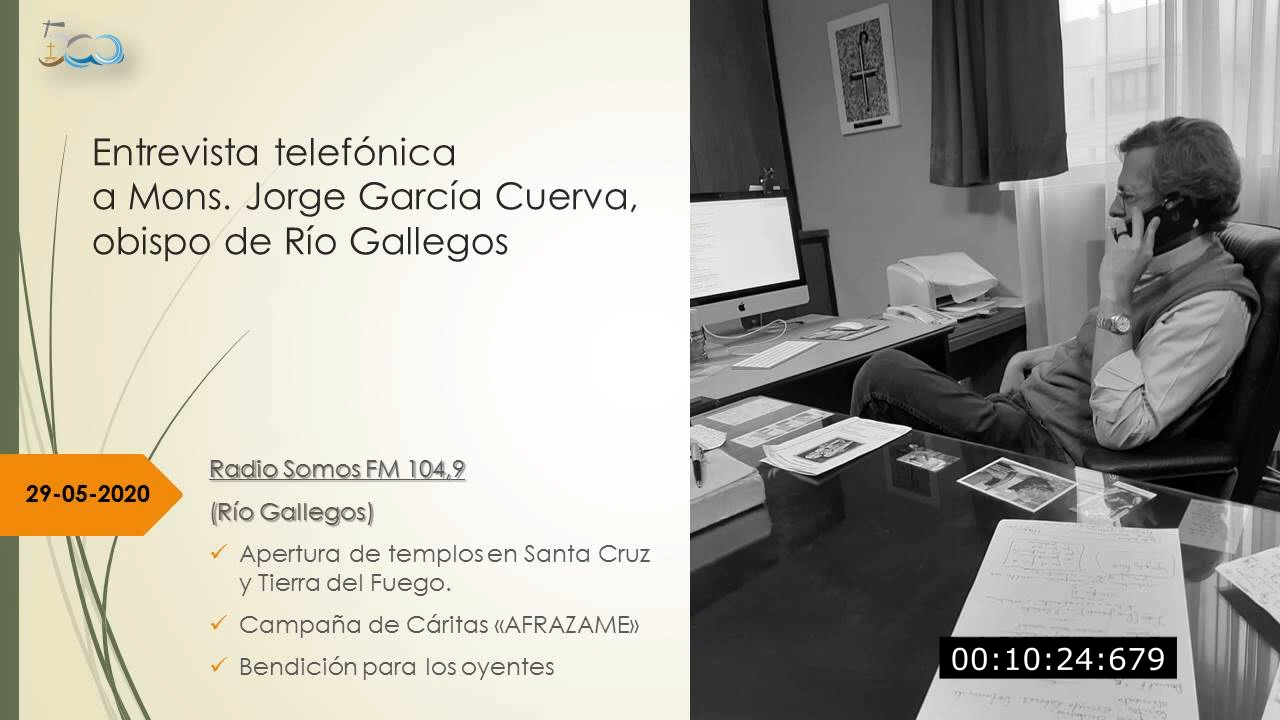 Entrevista telefónica
a Mons. Jorge García Cuerva,
obispo de Río Gallegos
29-05-2020
Radio Somos FM 104,9
(Río Gallegos)
Apertura de templos en Santa Cruz
y Tierra del Fuego.
Campaña de Cáritas «AFRAZAME»
Bendición para los oyentes
00:10:24:679